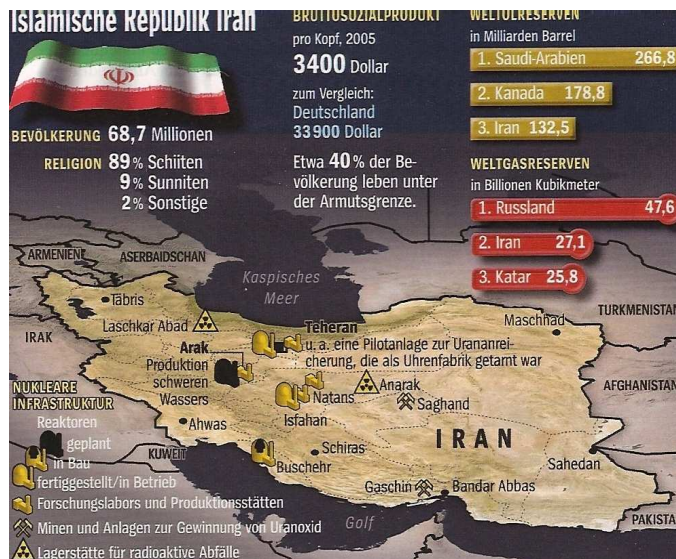 Islamische Republik Iran
BEVÖLKERUNG 68,7 Millionen
RELIGION 89% Schiiten
9% Sunniten
2% Sonstige
BRUTTOSOZIALPRODUKT
pro Kopf, 2005
3400 Dollar
zum Vergleich:
Deutschland
33900 Dollar
Etwa 40% der Be-
völkerung leben unter
der Armutsgrenze.
WELTÖLRESERVEN
in Milliarden Barrel
1. Saudi-Arabien 266,8
2. Kanada 178,8
3. Iran 132,5
WELTGASRESERVEN
in Billionen Kubikmeter
1. Russland 47,6
2. Iran 27,1
3. Katar 25,8
ARMENIEN
ASERBAIDSCHAN
Kaspisches
Meer
TURKMENISTAN
Täbris
Laschkar Abad
Teheran
u. a. eine Pilotanlage zur Urananrei-
cherung, die als Uhrenfabrik getarnt war
Maschhad
IRAK
Arak
Produktion
schweren
Wassers
Natans
Isfahan
Anarak
Saghand
AFGHANISTAN
Ahwas
KUWEIT
IRAN
Schiras
Buschehr
Sahedan
Gaschin
Bandar Abbas
Golf
PAKISTA
NUKLEARE
INFRASTRUKTUR
Reaktoren
geplant
in Bau
fertiggestellt/in Betrieb
Forschungslabors und Produktionsstätten
Minen und Anlagen zur Gewinnung von Uranoxid
Lagerstätte für radioaktive Abfälle